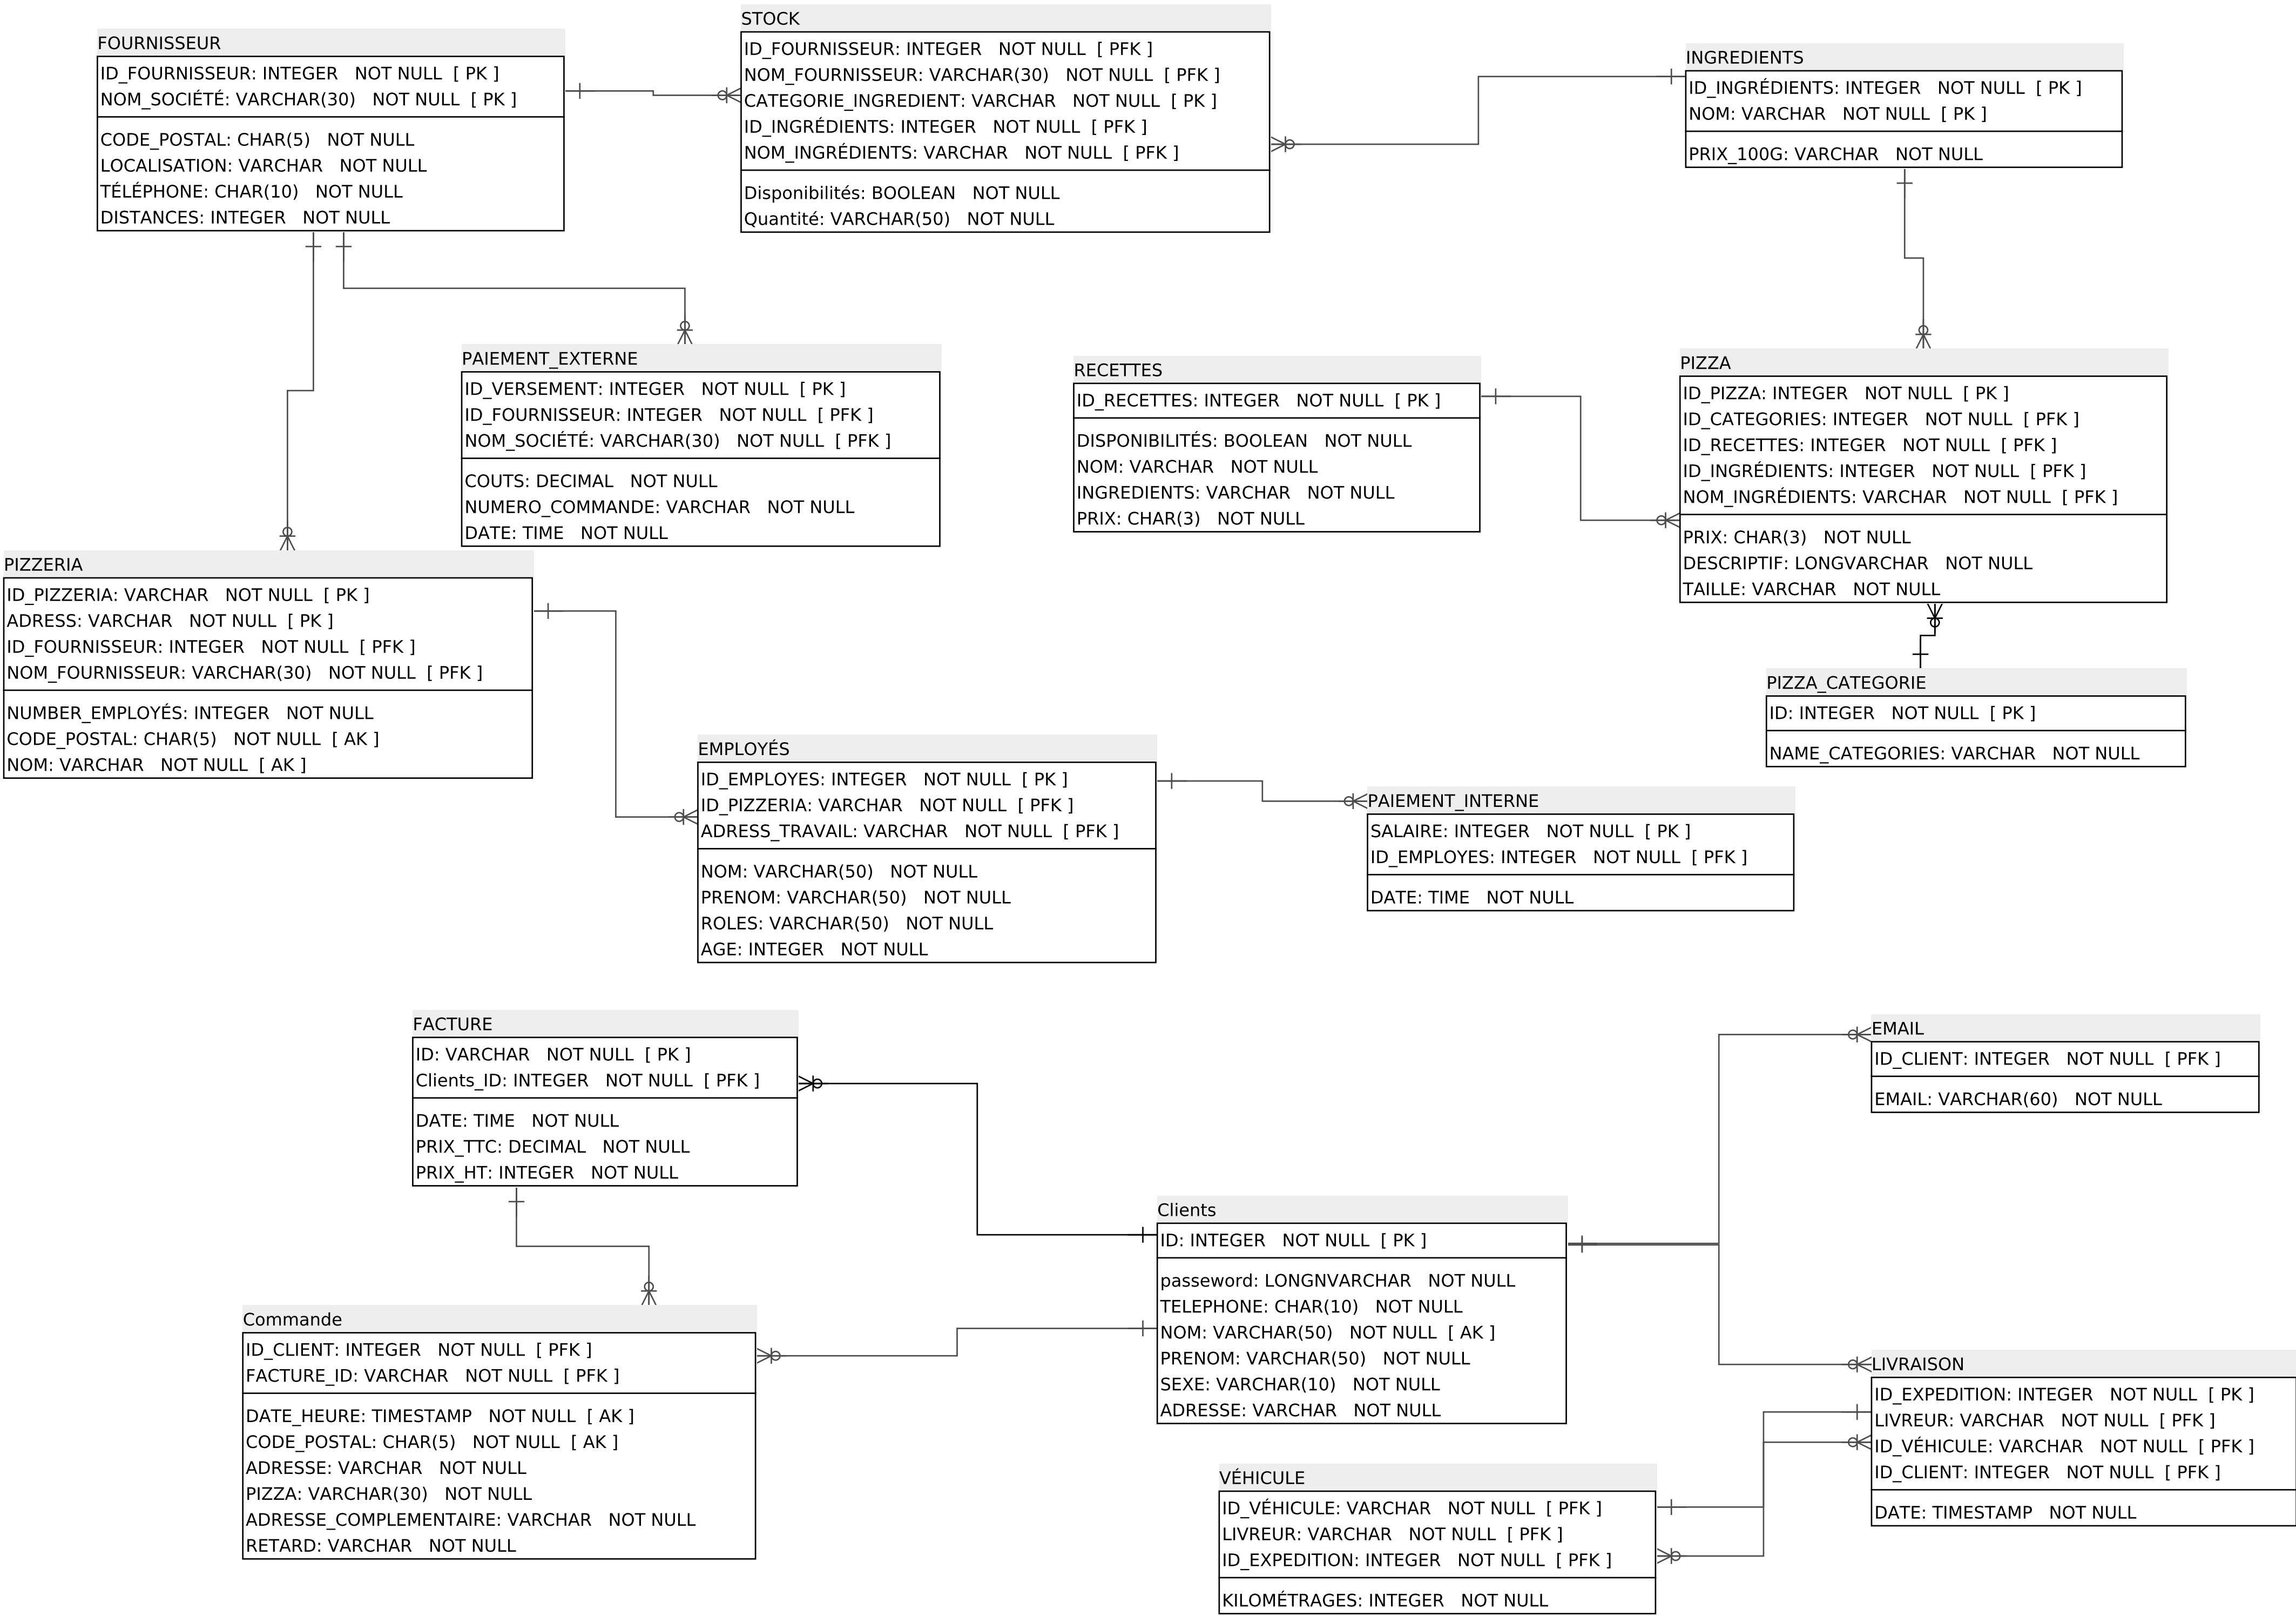 FOURNISSEUR
ID_FOURNISSEUR: INTEGER NOT NULL [ PK ]
NOM_SOCIÉTÉ: VARCHAR(30) NOT NULL [ PK ]
CODE_POSTAL: CHAR(5) NOT NULL
LOCALISATION: VARCHAR NOT NULL
TÉLÉPHONE: CHAR(10) NOT NULL
DISTANCES: INTEGER NOT NULL
STOCK
ID_FOURNISSEUR: INTEGER NOT NULL [ PFK ]
NOM_FOURNISSEUR: VARCHAR(30) NOT NULL [ PFK ]
CATEGORIE_INGREDIENT: VARCHAR NOT NULL [ PK ]
ID_INGRÉDIENTS: INTEGER NOT NULL [ PFK ]
NOM_INGRÉDIENTS: VARCHAR NOT NULL [ PFK ]
Disponibilités: BOOLEAN NOT NULL
Quantité: VARCHAR(50) NOT NULL
INGREDIENTS
ID_INGRÉDIENTS: INTEGER NOT NULL [ PK ]
NOM: VARCHAR NOT NULL [ PK ]
PRIX_100G: VARCHAR NOT NULL
PAIEMENT_EXTERNE
ID_VERSEMENT: INTEGER NOT NULL [ PK ]
ID_FOURNISSEUR: INTEGER NOT NULL [ PFK ]
NOM_SOCIÉTÉ: VARCHAR(30) NOT NULL [ PFK ]
COUTS: DECIMAL NOT NULL
NUMERO_COMMANDE: VARCHAR NOT NULL
DATE: TIME NOT NULL
RECETTES
ID_RECETTES: INTEGER NOT NULL [ PK ]
DISPONIBILITÉS: BOOLEAN NOT NULL
NOM: VARCHAR NOT NULL
INGREDIENTS: VARCHAR NOT NULL
PRIX: CHAR(3) NOT NULL
PIZZA
ID_PIZZA: INTEGER NOT NULL [ PK ]
ID_CATEGORIES: INTEGER NOT NULL [ PFK ]
ID_RECETTES: INTEGER NOT NULL [ PFK ]
ID_INGRÉDIENTS: INTEGER NOT NULL [ PFK ]
NOM_INGRÉDIENTS: VARCHAR NOT NULL [ PFK ]
PRIX: CHAR(3) NOT NULL
DESCRIPTIF: LONGVARCHAR NOT NULL
TAILLE: VARCHAR NOT NULL
PIZZERIA
ID_PIZZERIA: VARCHAR NOT NULL [ PK ]
ADRESS: VARCHAR NOT NULL [ PK ]
ID_FOURNISSEUR: INTEGER NOT NULL [ PFK ]
NOM_FOURNISSEUR: VARCHAR(30) NOT NULL [ PFK ]
NUMBER_EMPLOYÉS: INTEGER NOT NULL
CODE_POSTAL: CHAR(5) NOT NULL [ AK ]
NOM: VARCHAR NOT NULL [ AK ]
PIZZA_CATEGORIE
ID: INTEGER NOT NULL [ PK ]
NAME_CATEGORIES: VARCHAR NOT NULL
EMPLOYÉS
ID_EMPLOYES: INTEGER NOT NULL [ PK ]
ID_PIZZERIA: VARCHAR NOT NULL [ PFK ]
ADRESS_TRAVAIL: VARCHAR NOT NULL [ PFK ]
NOM: VARCHAR(50) NOT NULL
PRENOM: VARCHAR(50) NOT NULL
ROLES: VARCHAR(50) NOT NULL
AGE: INTEGER NOT NULL
PAIEMENT_INTERNE
SALAIRE: INTEGER NOT NULL [ PK ]
ID_EMPLOYES: INTEGER NOT NULL [ PFK ]
DATE: TIME NOT NULL
FACTURE
ID: VARCHAR NOT NULL [ PK ]
Clients_ID: INTEGER NOT NULL [ PFK ]
DATE: TIME NOT NULL
PRIX_TTC: DECIMAL NOT NULL
PRIX_HT: INTEGER NOT NULL
EMAIL
ID_CLIENT: INTEGER NOT NULL [ PFK ]
EMAIL: VARCHAR(60) NOT NULL
Clients
ID: INTEGER NOT NULL [ PK ]
passeword: LONGNVARCHAR NOT NULL
TELEPHONE: CHAR(10) NOT NULL
NOM: VARCHAR(50) NOT NULL [ AK ]
PRENOM: VARCHAR(50) NOT NULL
SEXE: VARCHAR(10) NOT NULL
ADRESSE: VARCHAR NOT NULL
Commande
ID_CLIENT: INTEGER NOT NULL [ PFK ]
FACTURE_ID: VARCHAR NOT NULL [ PFK ]
DATE_HEURE: TIMESTAMP NOT NULL [ AK ]
CODE_POSTAL: CHAR(5) NOT NULL [ AK ]
ADRESSE: VARCHAR NOT NULL
PIZZA: VARCHAR(30) NOT NULL
ADRESSE_COMPLEMENTAIRE: VARCHAR NOT NULL
RETARD: VARCHAR NOT NULL
LIVRAISON
ID_EXPEDITION: INTEGER NOT NULL [ PK ]
LIVREUR: VARCHAR NOT NULL [ PFK ]
ID_VÉHICULE: VARCHAR NOT NULL [ PFK ]
ID_CLIENT: INTEGER NOT NULL [ PFK ]
DATE: TIMESTAMP NOT NULL
VÉHICULE
ID_VÉHICULE: VARCHAR NOT NULL [ PFK ]
LIVREUR: VARCHAR NOT NULL [ PFK ]
ID_EXPEDITION: INTEGER NOT NULL [ PFK ]
KILOMÉTRAGES: INTEGER NOT NULL